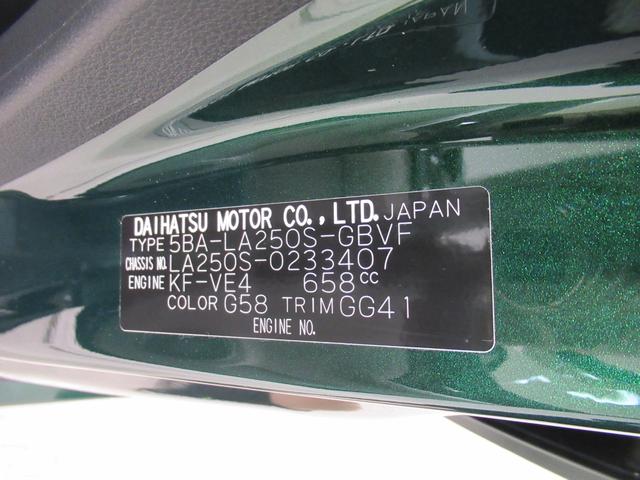 DAIHATSU MOTOR CO.,LTD. JAPAN
TYPE 5BA-LA250S-GBVF
CHASSIS NO. LA250S-0233407
ENGINE KF-VE4 658cc
COLOR G58 TRIM GG41
ENGINE NO.